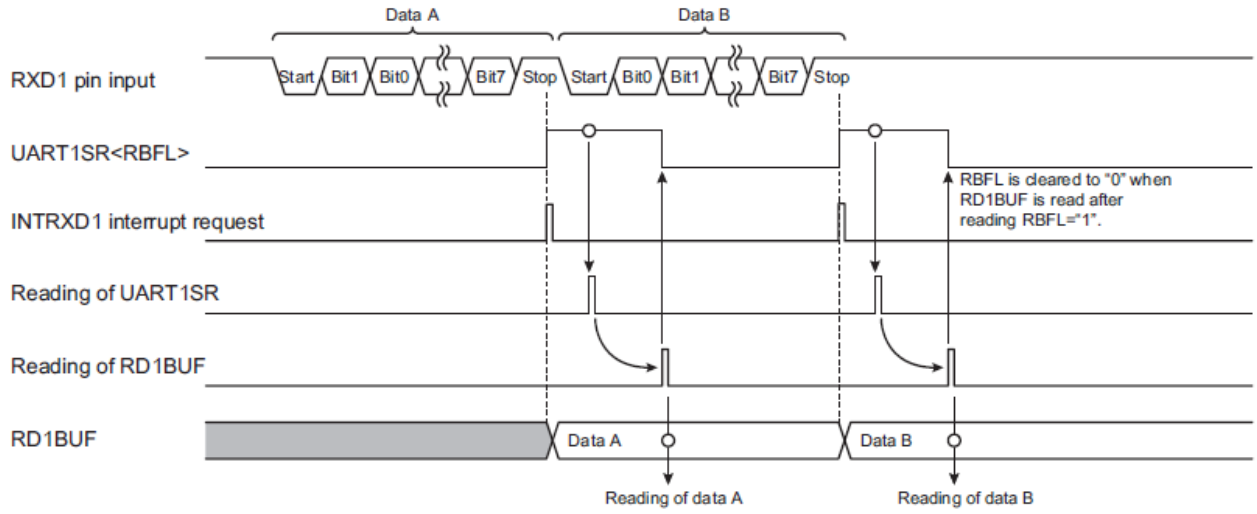 Data A Data B
RXD1 pin input Start Bit1 Bit0 Bit7 Stop Start Bit0 Bit1 Bit7 Stop
UART1SR<RBFL>
RBFL is cleared to “0” when
RD1BUF is read after
reading RBFL=“1”.
INTRXD1 interrupt request
Reading of UART1SR
Reading of RD1BUF
RD1BUF Data A Data B
Reading of data A Reading of data B